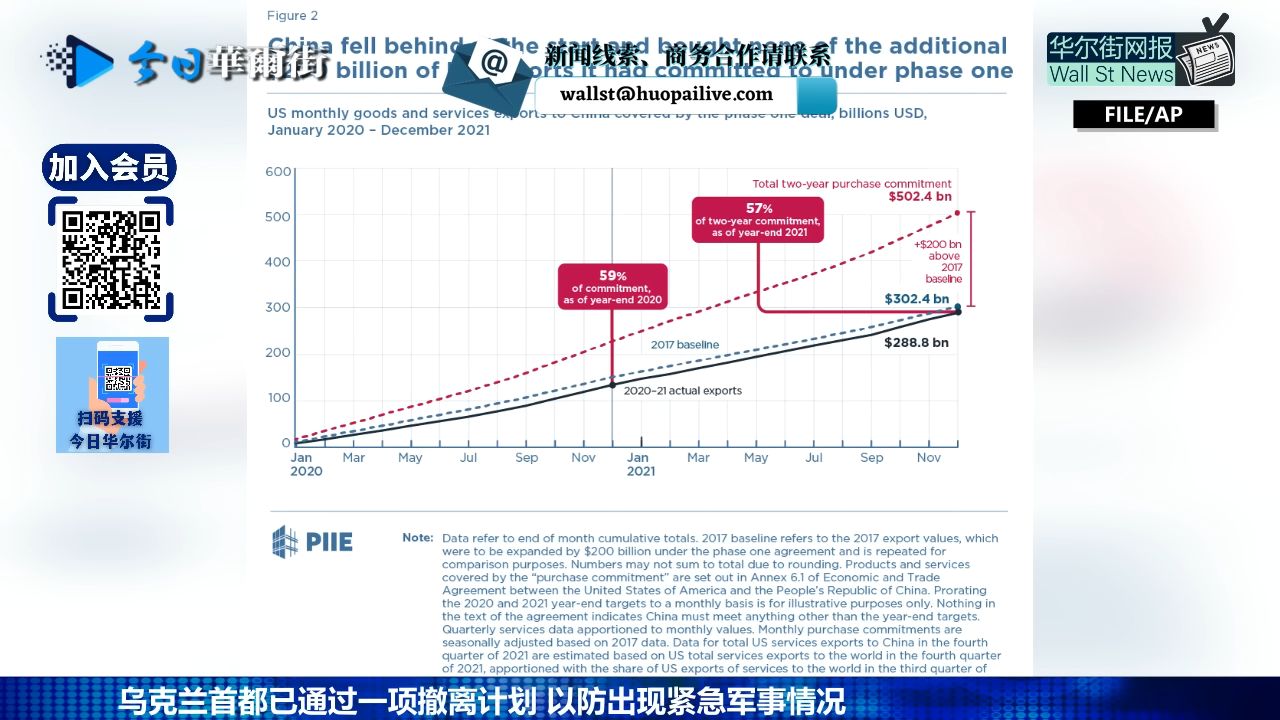 Figure 2
China fell behind
The start and bought none of the additional
billion of
orts it had committed to under phase one
今日華爾街
@
新闻线索、商务合作请联系
wallst@huopailive.com
华尔街网报
Wall St News
NEWS
FILE/AP
US monthly goods and services exports to China covered by the phase one deal, billions USD,
January 2020 – December 2021
加入会员
扫码支援
今日华尔街
600
500
400
300
200
100
0
Total two-year purchase commitment
$502.4 bn
57%
of two-year commitment,
as of year-end 2021
+$200 bn
above
2017
baseline
59%
of commitment,
as of year-end 2020
$302.4 bn
2017 baseline
$288.8 bn
2020–21 actual exports
Jan Mar May Jul Sep Nov Jan Mar May Jul Sep Nov
2020 2021
PIIE
Note: Data refer to end of month cumulative totals. 2017 baseline refers to the 2017 export values, which
were to be expanded by $200 billion under the phase one agreement and is repeated for
comparison purposes. Numbers may not sum to total due to rounding. Products and services
covered by the “purchase commitment” are set out in Annex 6.1 of Economic and Trade
Agreement between the United States of America and the People’s Republic of China. Prorating
the 2020 and 2021 year-end targets to a monthly basis is for illustrative purposes only. Nothing in
the text of the agreement indicates China must meet anything other than the year-end targets.
Quarterly services data apportioned to monthly values. Monthly purchase commitments are
seasonally adjusted based on 2017 data. Data for total US services exports to China in the fourth
quarter of 2021 are estimated based on US total services exports to the world in the fourth quarter
of 2021, apportioned with the share of US exports of services to the world in the third quarter of
乌克兰首都已通过一项撤离计划 以防出现紧急军事情况